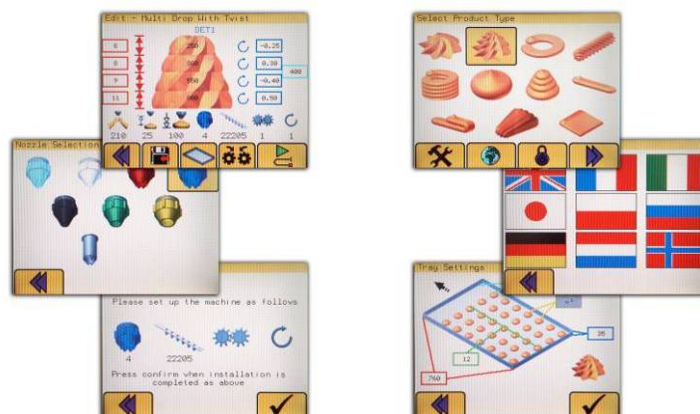 Edit - Multi Drop With Twist
SET1
-0.25
0.30
-0.40
0.50
400
11
210 25 100 4 22205 1 1
Nozzle Selection
Please set up the machine as follows
4 22205
Press confirm when installation is
completed as above
Select Product Type
Tray Settings
35
12
760